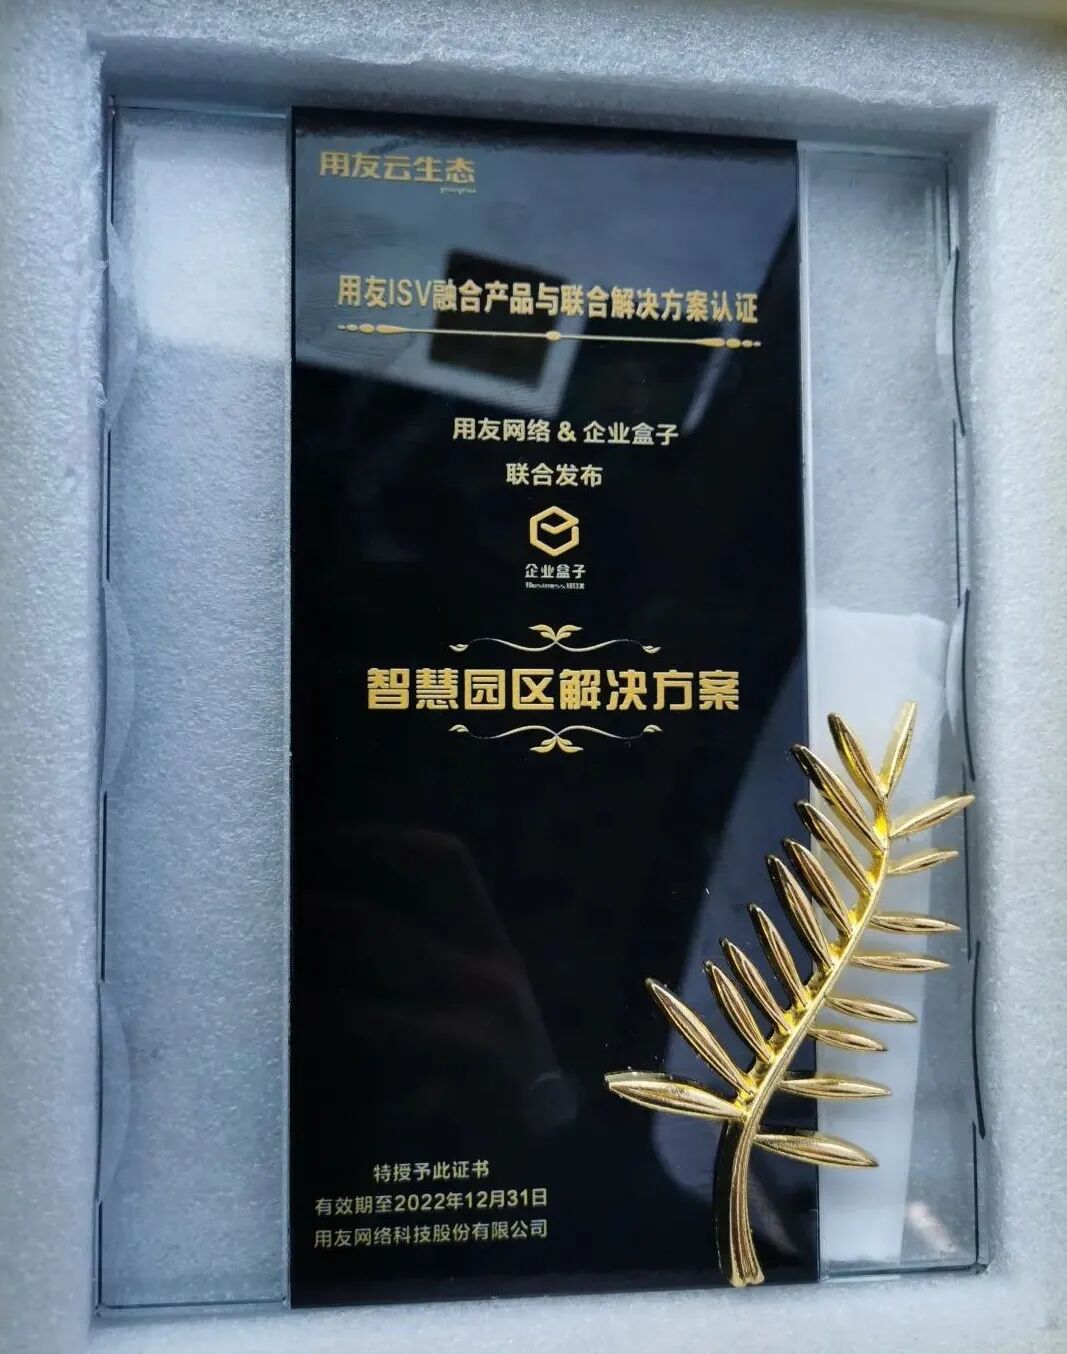 用友云生态
用友ISV融合产品与联合解决方案认证
用友网络 & 企业盒子
联合发布
企业盒子
Business BOX
智慧园区解决方案
特授予此证书
有效期至2022年12月31日
用友网络科技股份有限公司